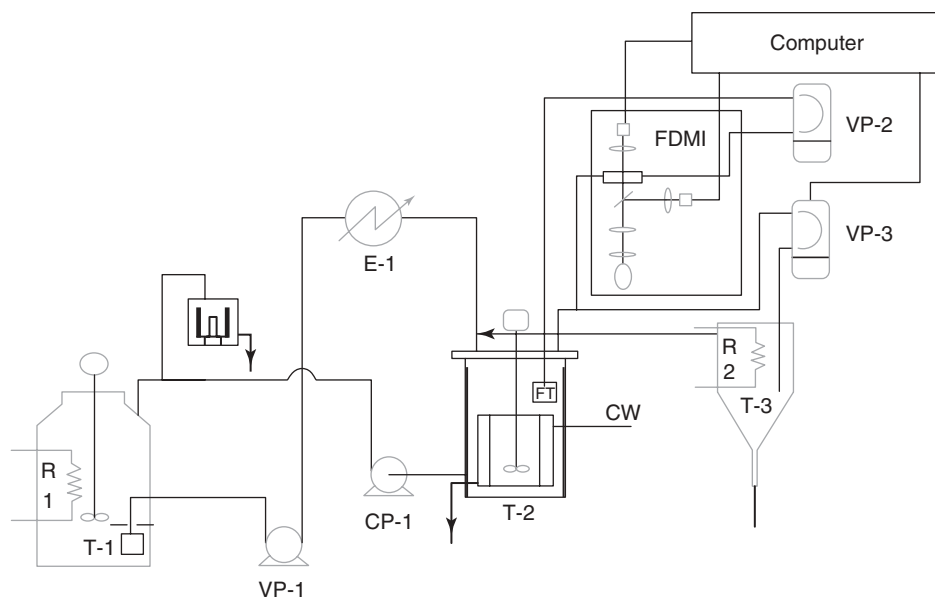 Computer
FDMI
VP-2
VP-3
E-1
R
2
T-3
FT
CW
R
1
T-1
CP-1
T-2
VP-1